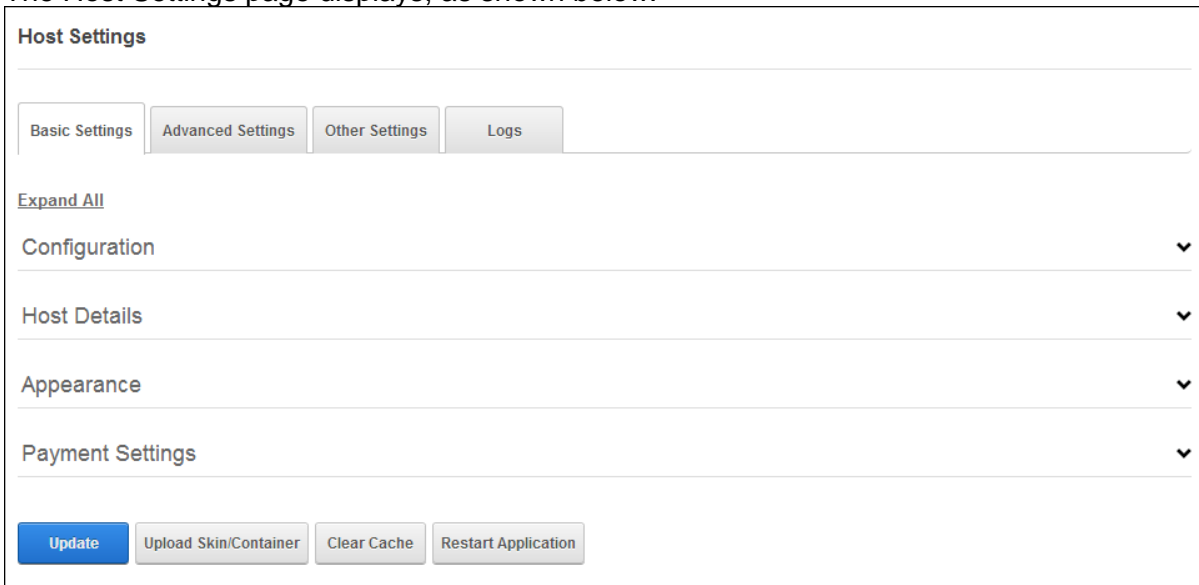 The Host Settings page displays, as shown below
Host Settings
Basic Settings Advanced Settings Other Settings Logs
Expand All
Configuration
Host Details
Appearance
Payment Settings
Update Upload Skin/Container Clear Cache Restart Application